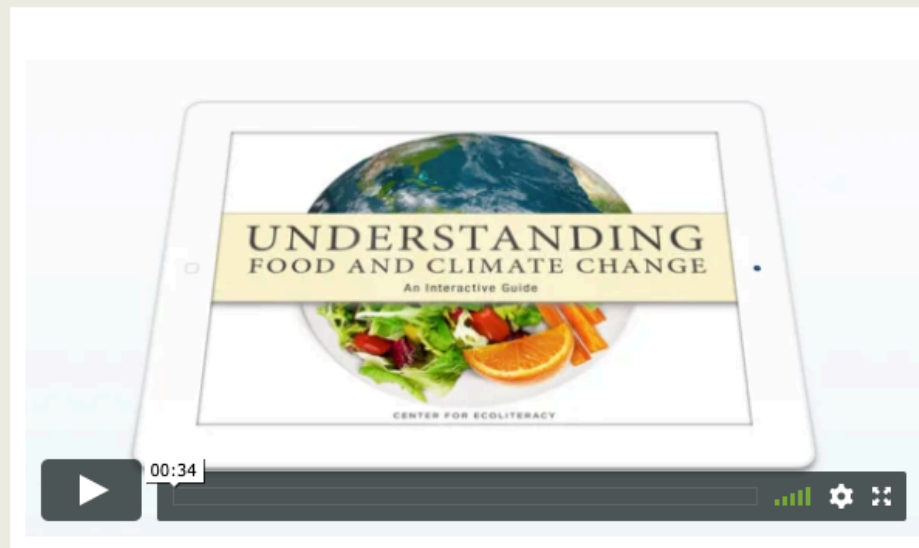 UNDERSTANDING
FOOD AND CLIMATE CHANGE
An Interactive Guide
CENTER FOR ECOLITERACY
00:34